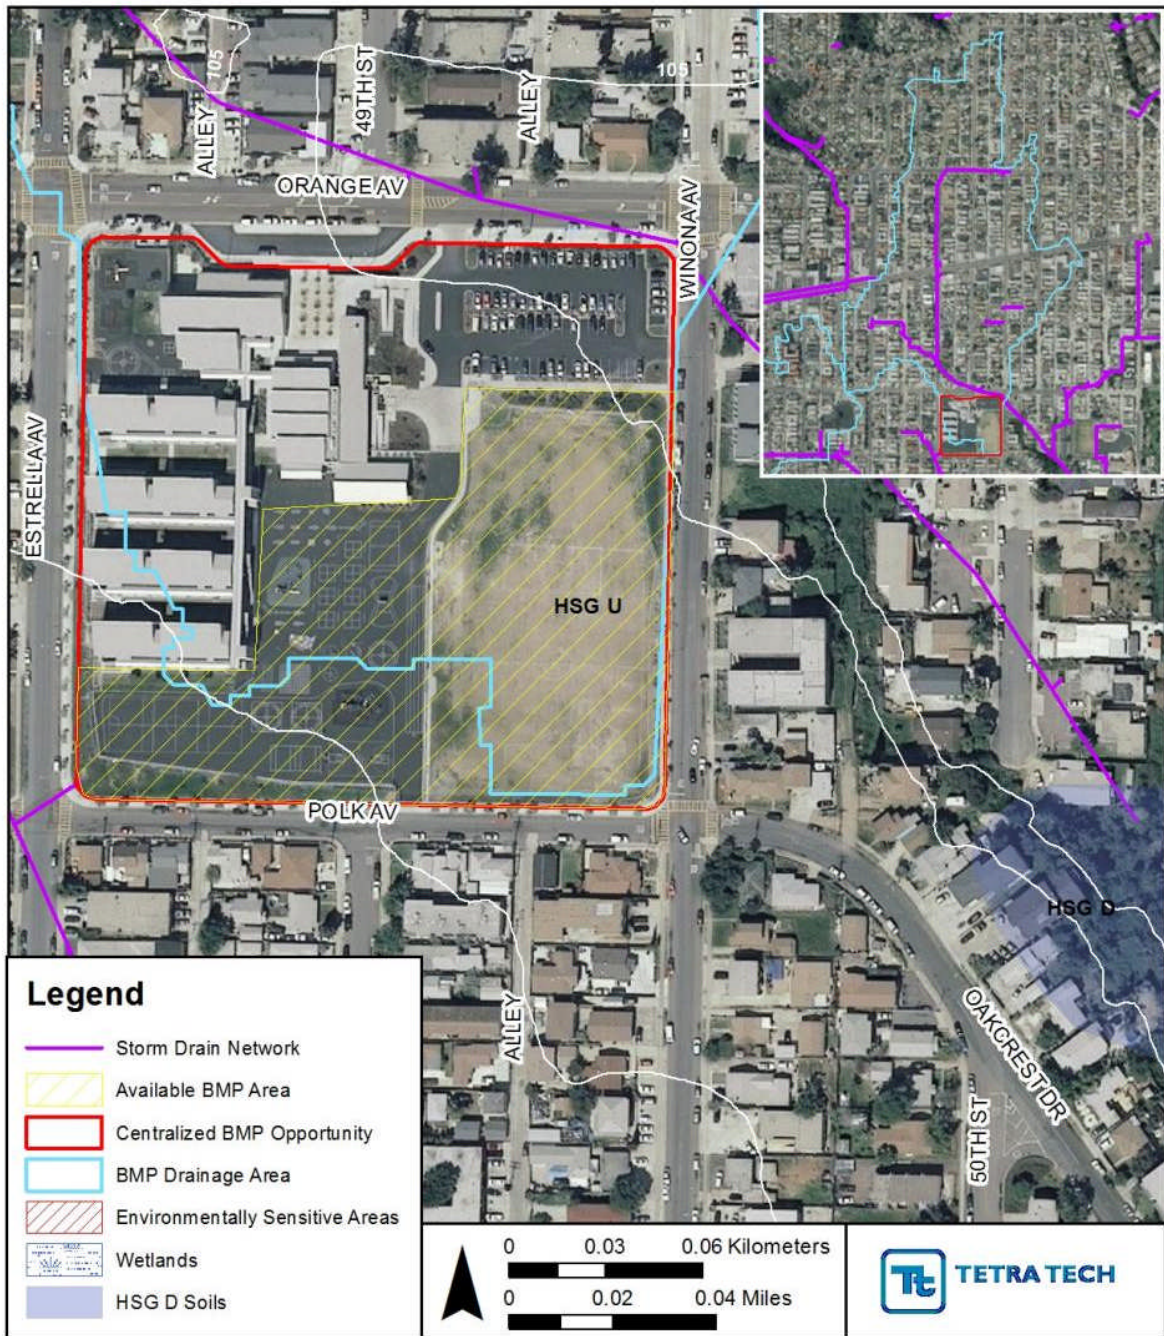 105
ALLEY
49TH ST
ALLEY
105
ORANGE AV
WINONA AV
ESTRELLA AV
HSG U
POLK AV
HSG D
ALLEY
OAKCREST DR
50TH ST
Legend
Storm Drain Network
Available BMP Area
Centralized BMP Opportunity
BMP Drainage Area
Environmentally Sensitive Areas
Wetlands
HSG D Soils
0 0.03 0.06 Kilometers
0 0.02 0.04 Miles
Tt TETRA TECH